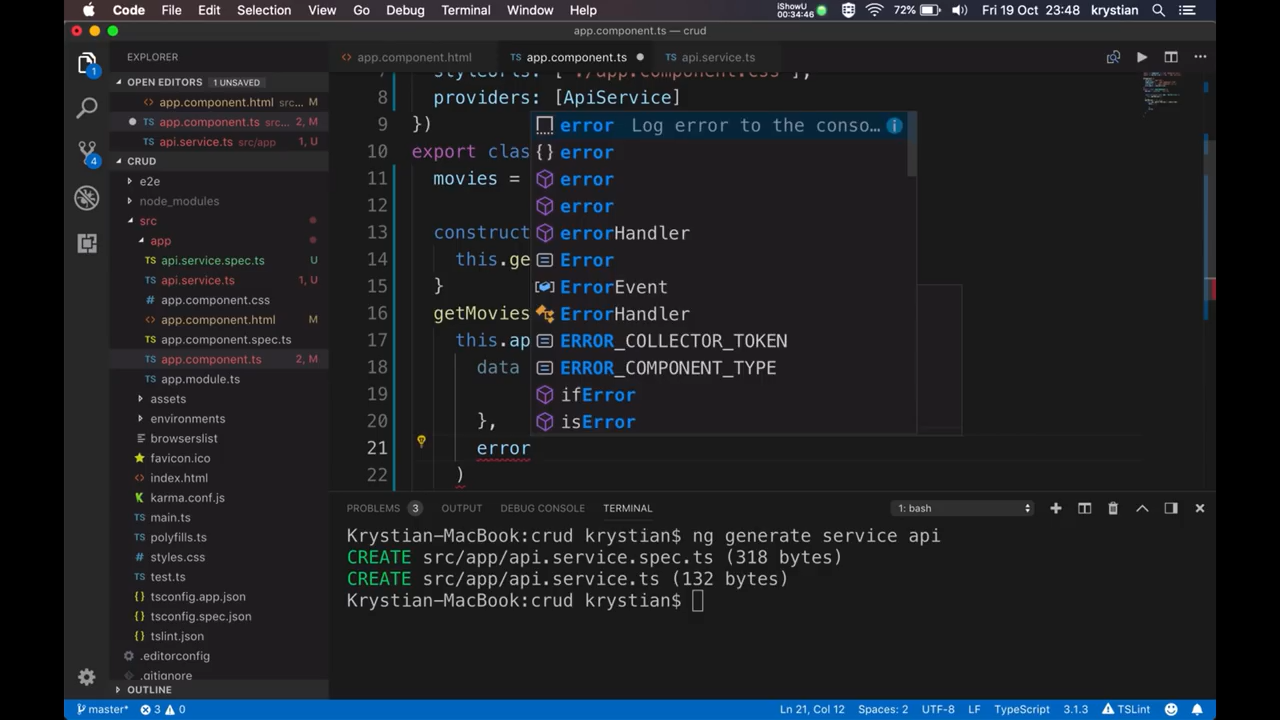 Code File Edit Selection View Go Debug Terminal Window Help iShowU 00:34:46 72% Fri 19 Oct 23:48 krystian
app.component.ts — crud
EXPLORER
app.component.html
app.component.ts
api.service.ts
OPEN EDITORS 1 UNSAVED
app.component.html src... M
app.component.ts src... 2, M
api.service.ts src/app 1, U
CRUD
e2e
node_modules
src
app
TS api.service.spec.ts U
TS api.service.ts 1, U
# app.component.css
<> app.component.html M
TS app.component.spec.ts
TS app.component.ts 2, M
TS app.module.ts
assets
environments
browserslist
favicon.ico
<> index.html
karma.conf.js
TS main.ts
TS polyfills.ts
# styles.css
TS test.ts
{} tsconfig.app.json
{} tsconfig.spec.json
{} tslint.json
.editorconfig
.gitignore
OUTLINE
8 providers: [ApiService]
9 })
10 export clas
11 movies =
12
13 construct
14 this.ge
15 }
16 getMovies
17 this.ap
18 data
19
20 },
21 error
22 )
error Log error to the conso…
{} error
error
error
errorHandler
Error
ErrorEvent
ErrorHandler
ERROR_COLLECTOR_TOKEN
ERROR_COMPONENT_TYPE
ifError
isError
PROBLEMS 3 OUTPUT DEBUG CONSOLE TERMINAL 1: bash
Krystian-MacBook:crud krystian$ ng generate service api
CREATE src/app/api.service.spec.ts (318 bytes)
CREATE src/app/api.service.ts (132 bytes)
Krystian-MacBook:crud krystian$
master* 3 0 Ln 21, Col 12 Spaces: 2 UTF-8 LF TypeScript 3.1.3 TSLint